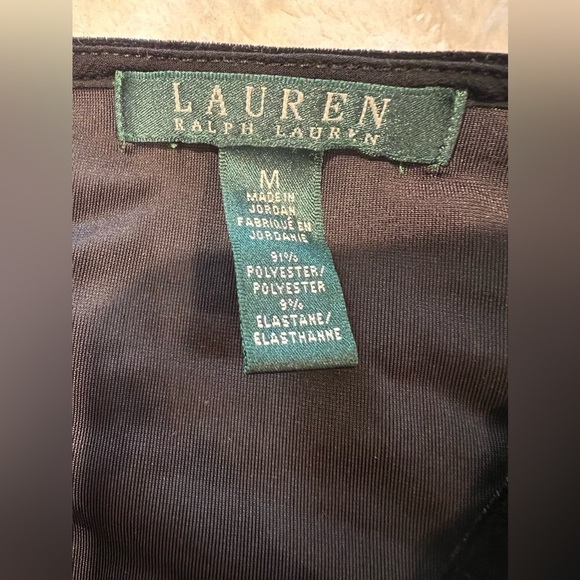 LAUREN
RALPH LAUREN
M
MADE IN
JORDAN
FABRIQUÉ EN
JORDANIE
91%
POLYESTER/
POLYESTER
9%
ELASTANE/
ELASTHANNE